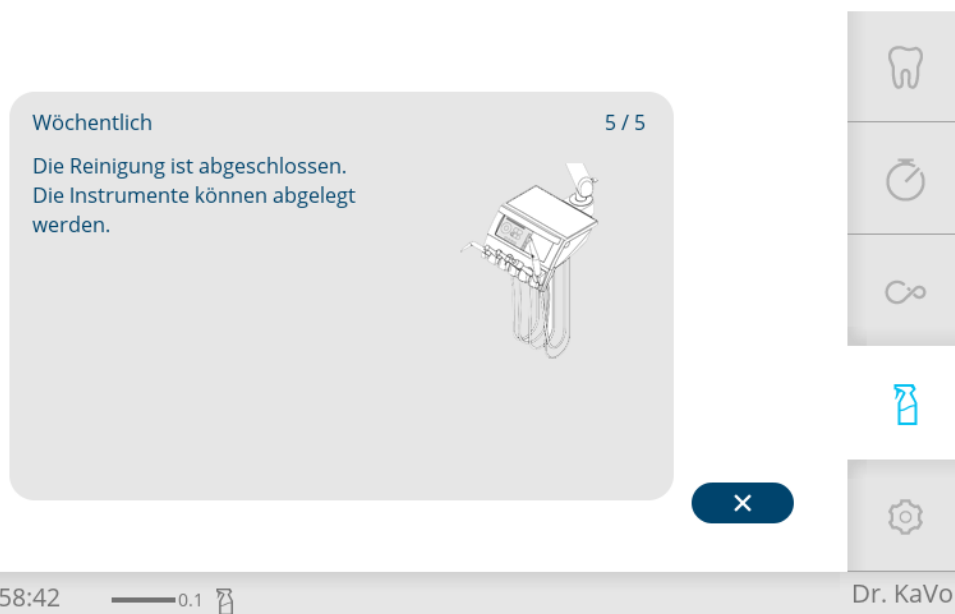 Wöchentlich 5 / 5
Die Reinigung ist abgeschlossen.
Die Instrumente können abgelegt
werden.
58:42 0.1 Dr. KaVo